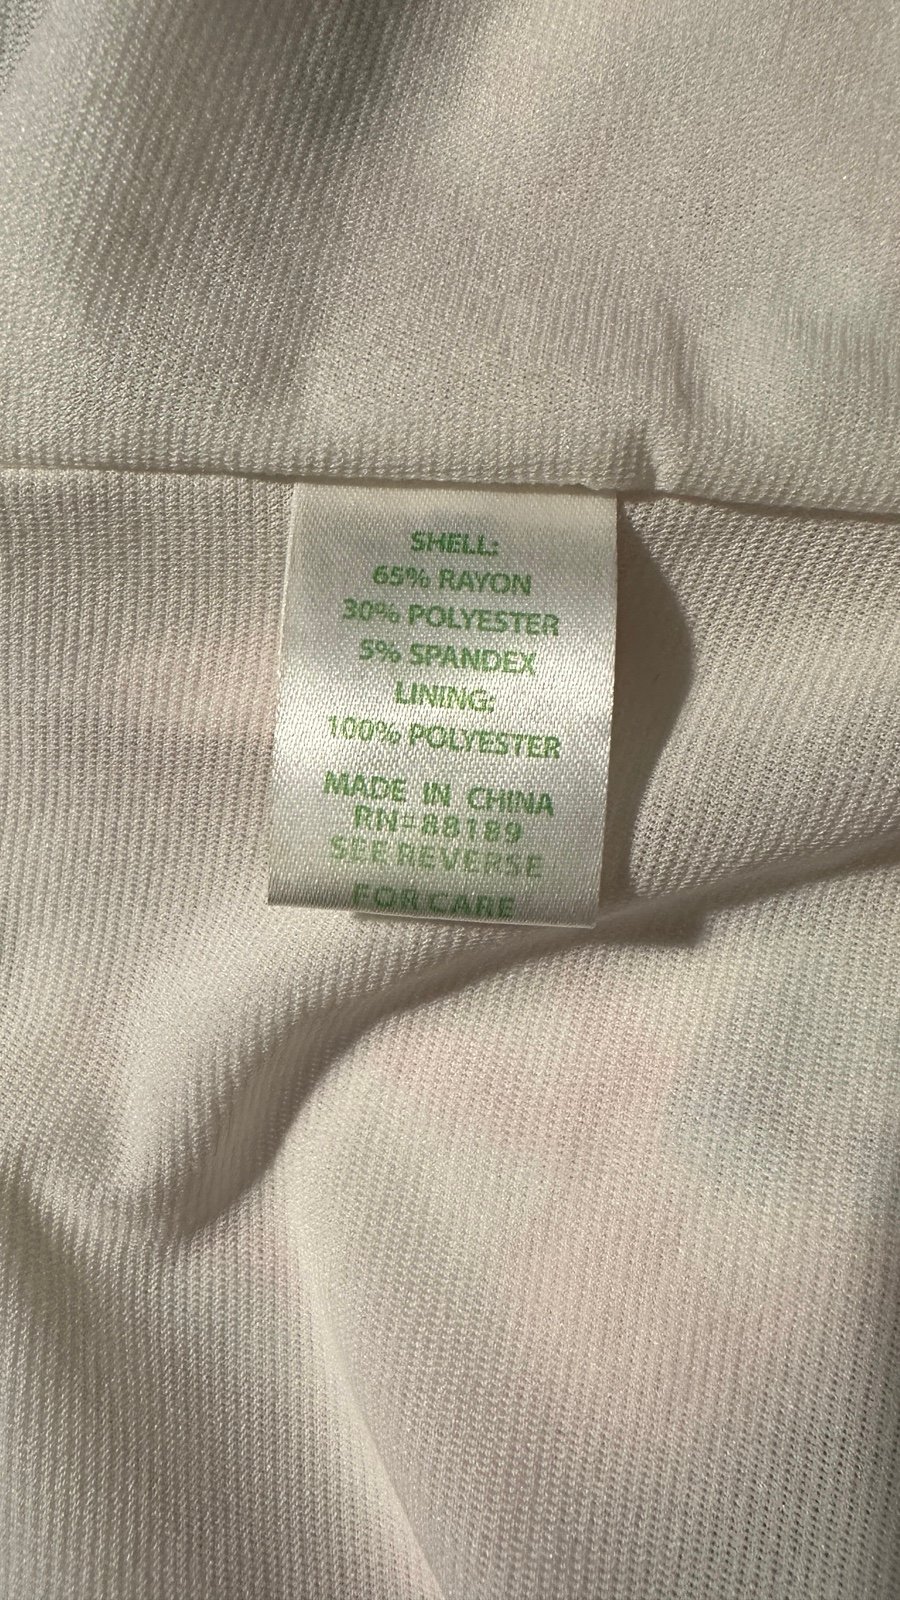 SHELL:
65% RAYON
30% POLYESTER
5% SPANDEX
LINING:
100% POLYESTER
MADE IN CHINA
RN=88189
SEE REVERSE
FOR CARE